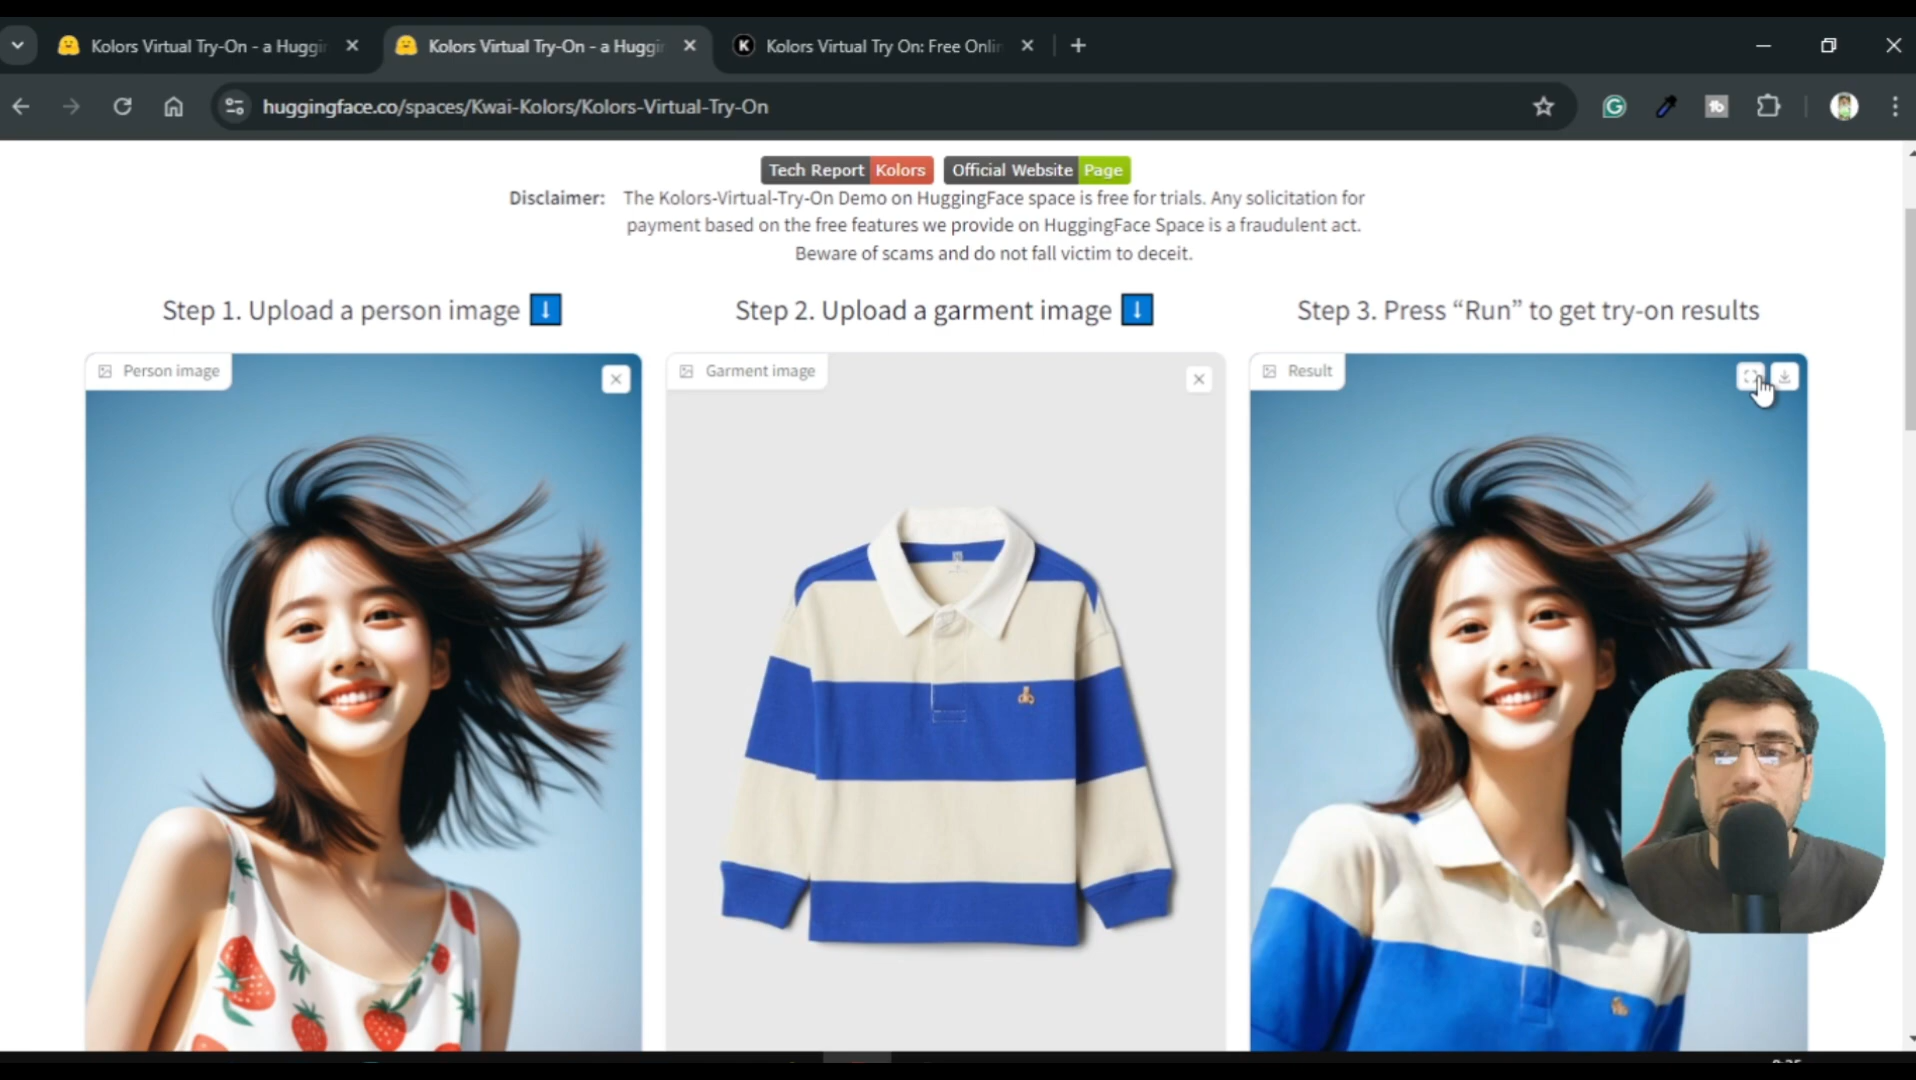 Kolors Virtual Try-On - a Huggin
Kolors Virtual Try-On - a Huggin
K
Kolors Virtual Try On: Free Onlin
huggingface.co/spaces/Kwai-Kolors/Kolors-Virtual-Try-On
Tech Report Kolors
Official Website Page
Disclaimer: The Kolors-Virtual-Try-On Demo on HuggingFace space is free for trials. Any solicitation for
payment based on the free features we provide on HuggingFace Space is a fraudulent act.
Beware of scams and do not fall victim to deceit.
Step 1. Upload a person image
Step 2. Upload a garment image
Step 3. Press “Run” to get try-on results
Person image
Garment image
Result